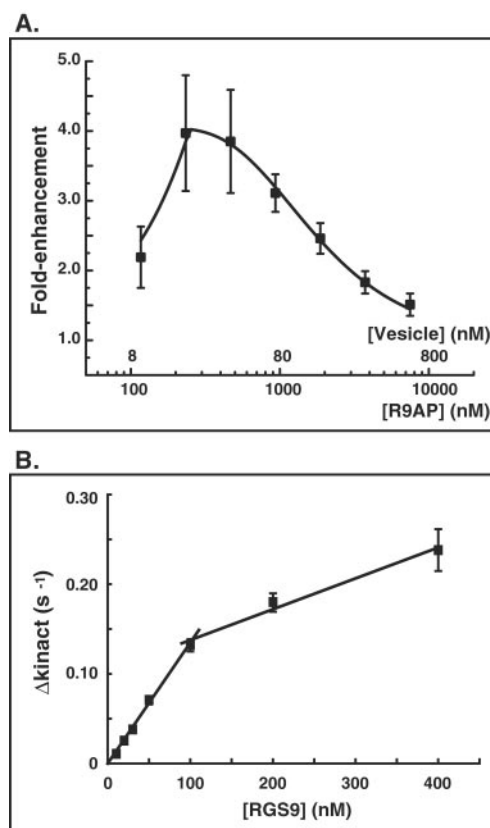 A.
5.0
4.0
3.0
2.0
1.0
Fold-enhancement
[Vesicle] (nM)
8 80 800
100 1000 10000
[R9AP] (nM)
B.
0.30
0.20
0.10
0
Δkinact (s⁻¹)
0 100 200 300 400
[RGS9] (nM)